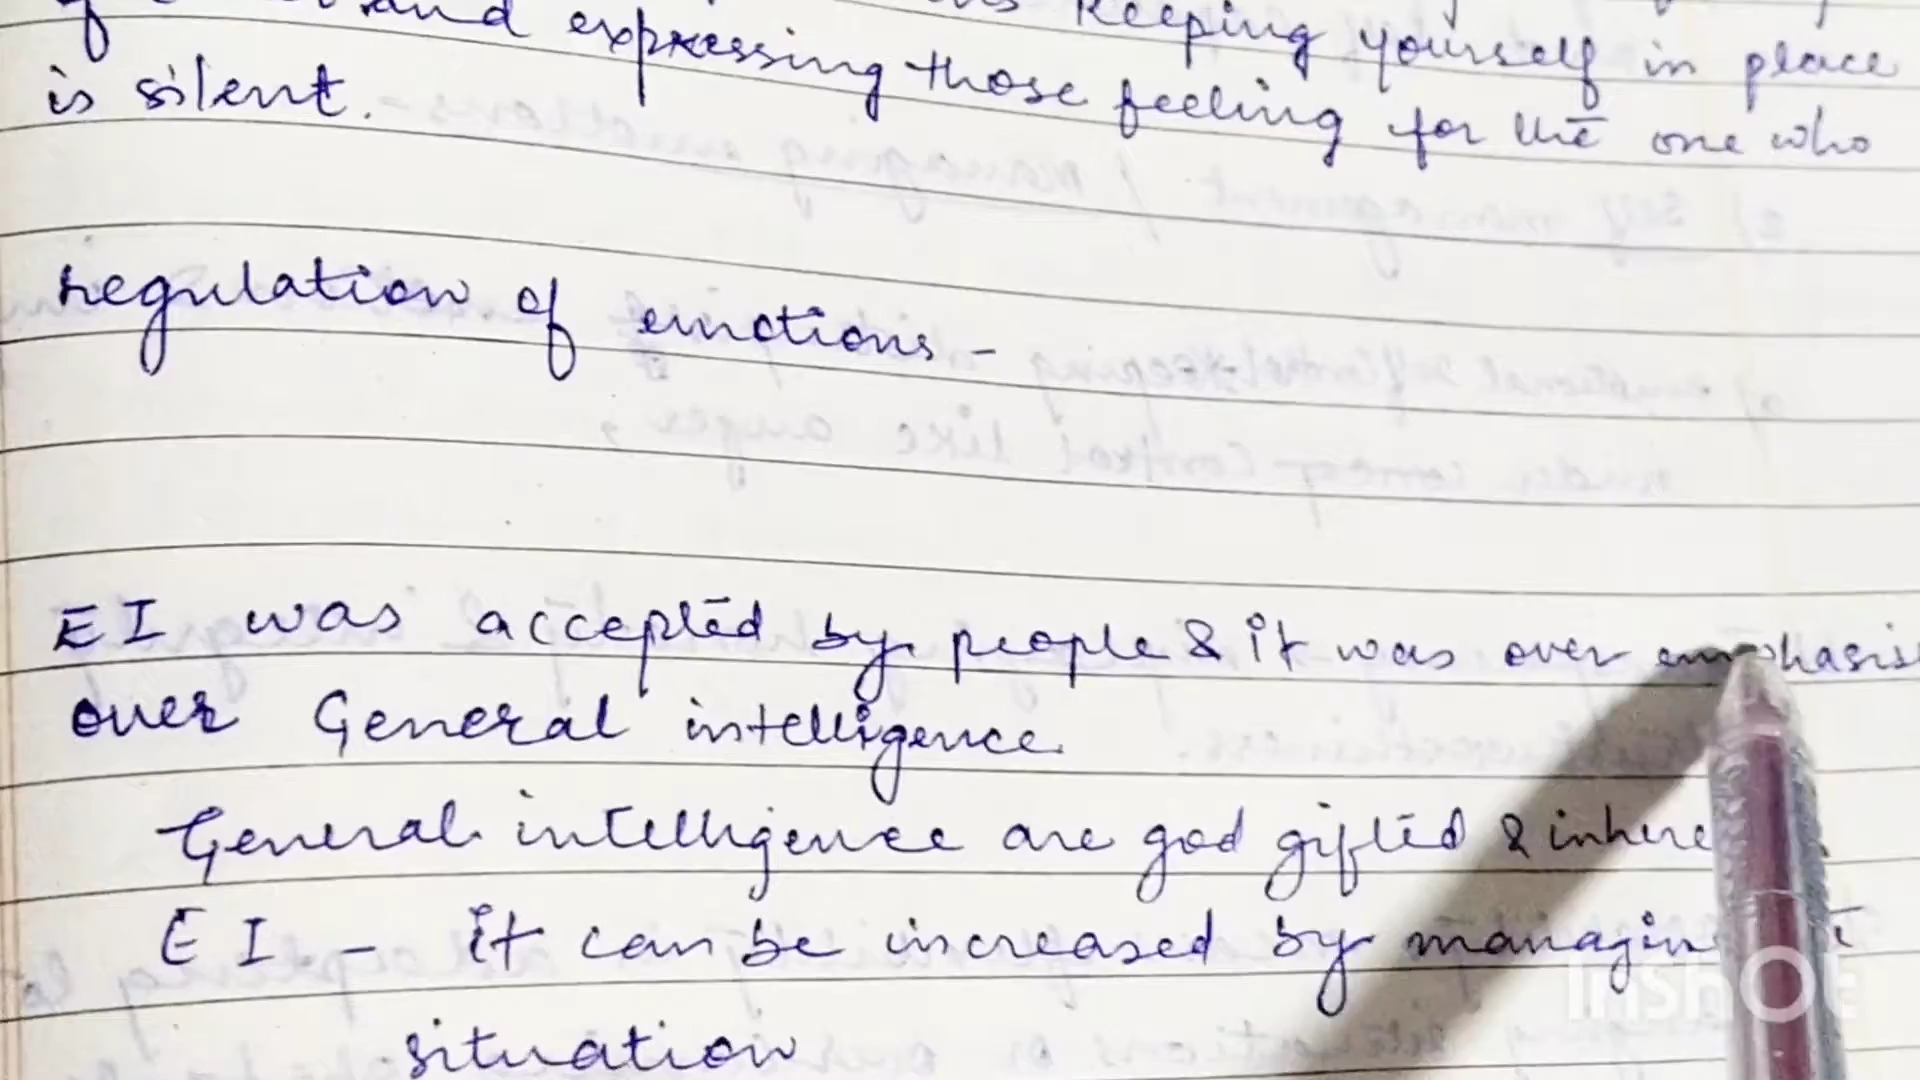 keeping yourself in place
and expressing those feeling for the one who
is silent.
regulation of emotions -
EI was accepted by people & it was over emphasis
over General intelligence
General intelligence are god gifted & inhere
EI - it can be increased by managin
situation
InShOt